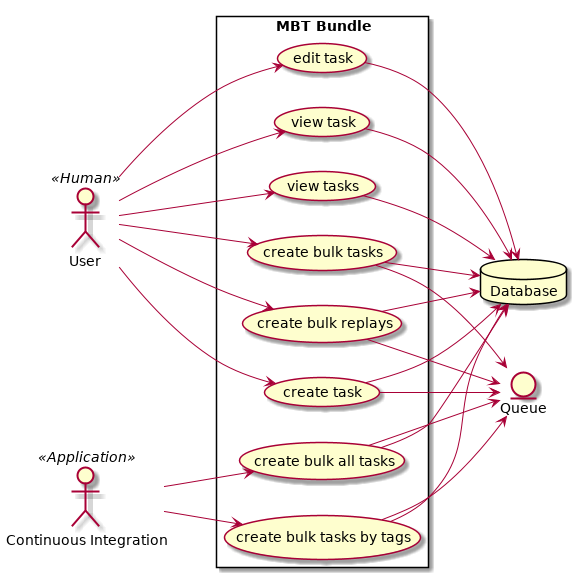 MBT Bundle
edit task
view task
«Human»
view tasks
User
create bulk tasks
Database
create bulk replays
create task
Queue
«Application»
create bulk all tasks
Continuous Integration
create bulk tasks by tags